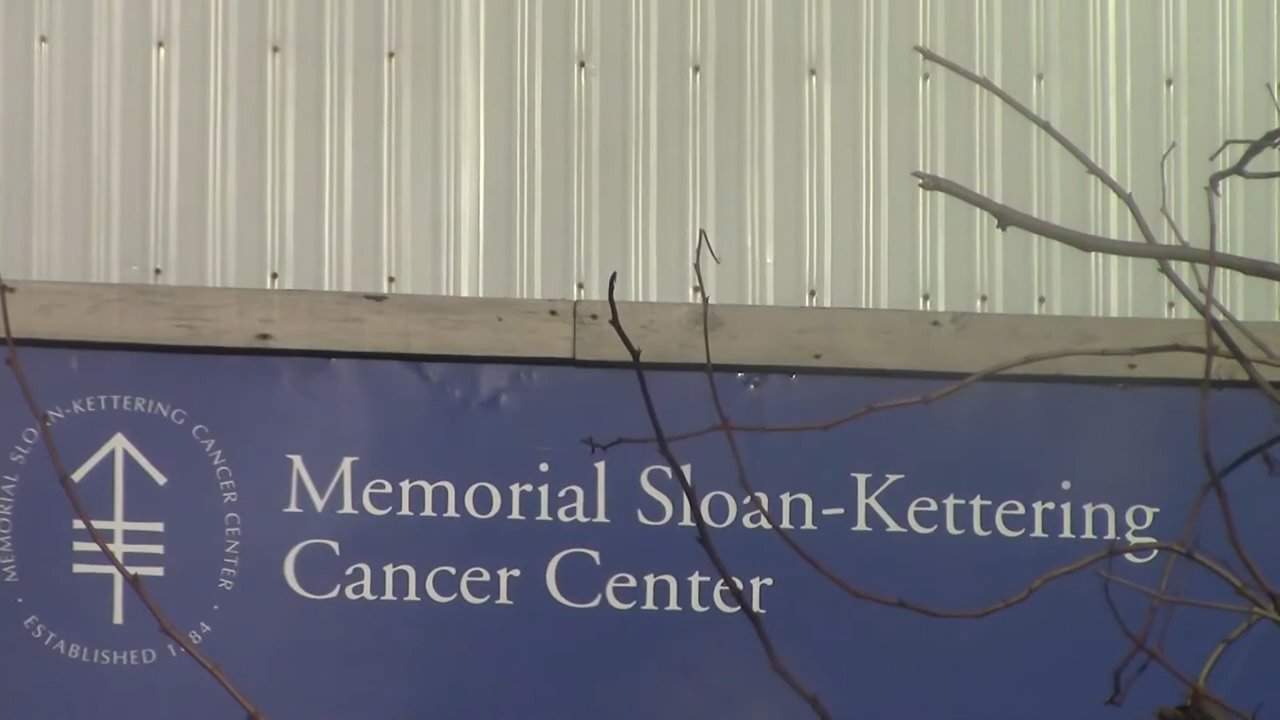 MEMORIAL SLOAN-KETTERING CANCER CENTER
Memorial Sloan-Kettering
Cancer Center
· ESTABLISHED ·